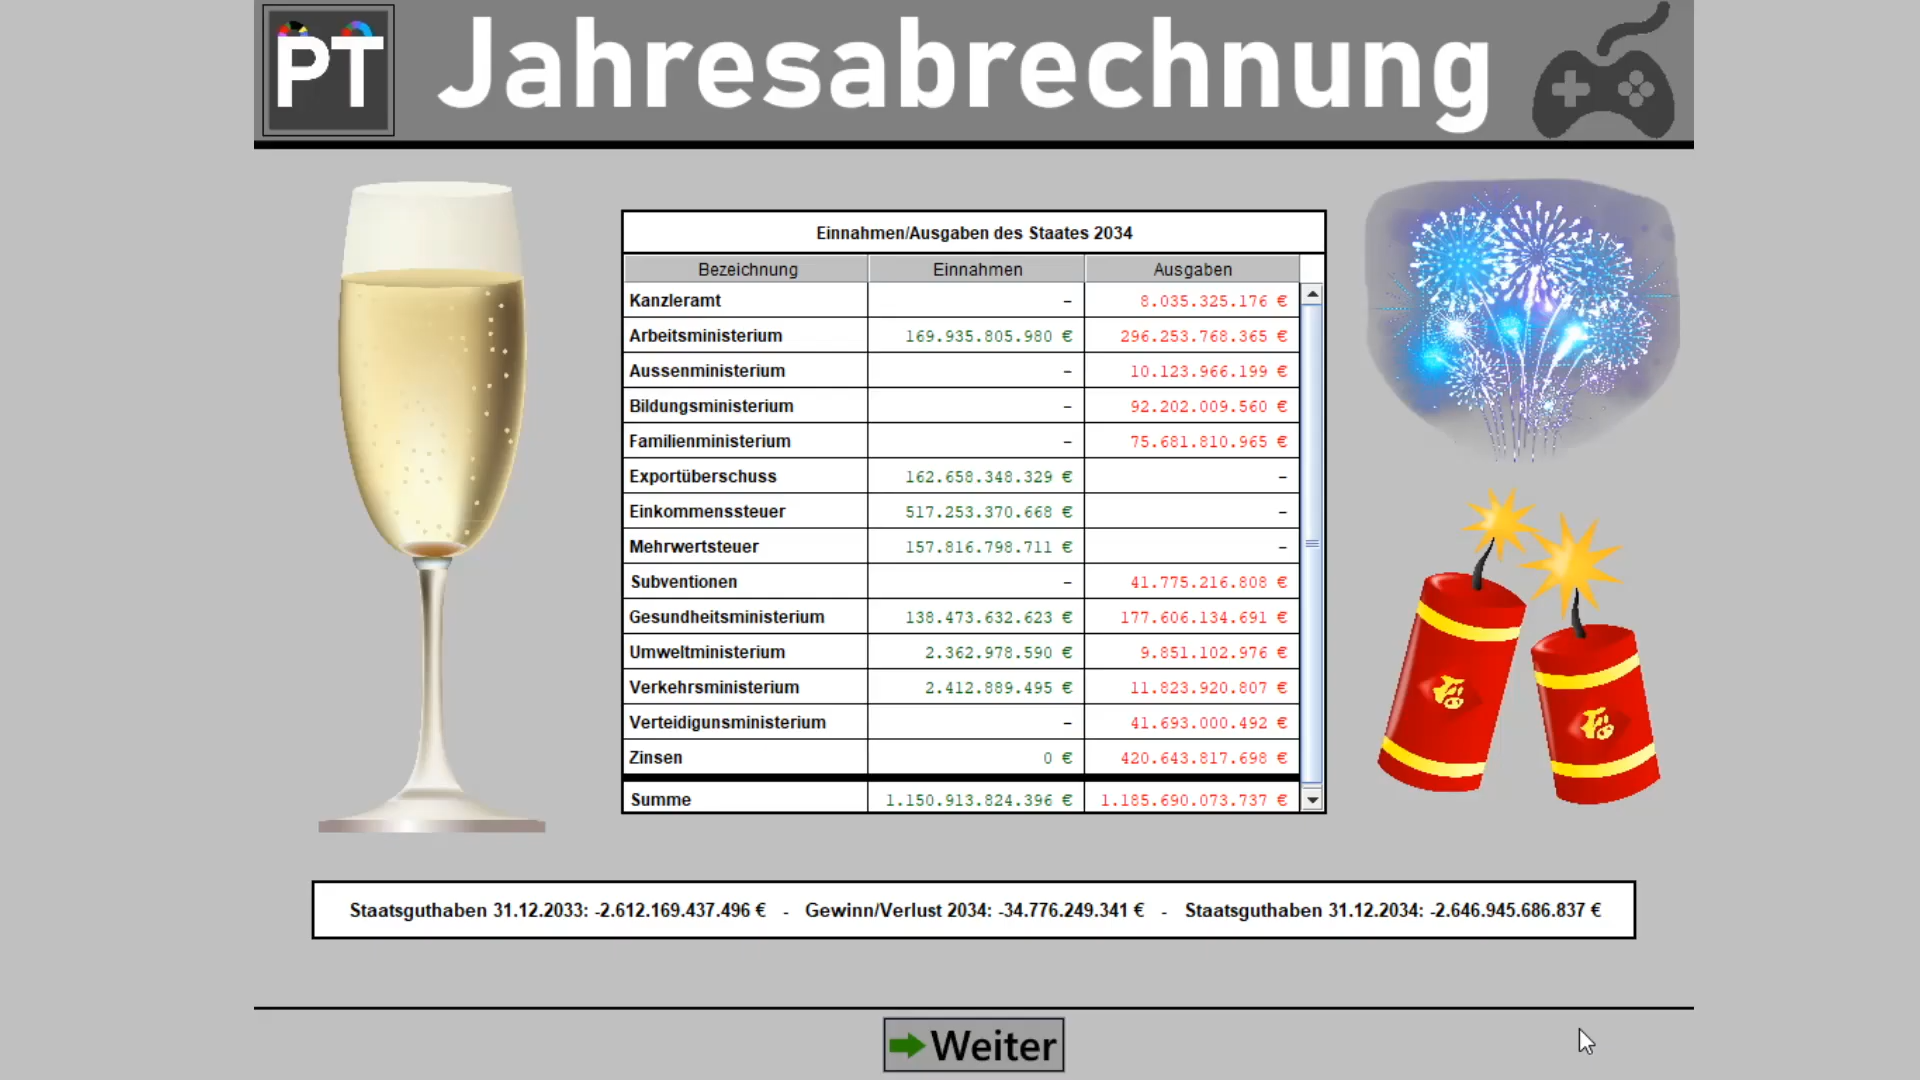 PT Jahresabrechnung
Einnahmen/Ausgaben des Staates 2034
Bezeichnung Einnahmen Ausgaben
Kanzleramt – 8.035.325.176 €
Arbeitsministerium 169.935.805.980 € 296.253.768.365 €
Aussenministerium – 10.123.966.199 €
Bildungsministerium – 92.202.009.560 €
Familienministerium – 75.681.810.965 €
Exportüberschuss 162.658.348.329 € –
Einkommenssteuer 517.253.370.668 € –
Mehrwertsteuer 157.816.798.711 € –
Subventionen – 41.775.216.808 €
Gesundheitsministerium 138.473.632.623 € 177.606.134.691 €
Umweltministerium 2.362.978.590 € 9.851.102.976 €
Verkehrsministerium 2.412.889.495 € 11.823.920.807 €
Verteidigunsministerium – 41.693.000.492 €
Zinsen 0 € 420.643.817.698 €
Summe 1.150.913.824.396 € 1.185.690.073.737 €
Staatsguthaben 31.12.2033: -2.612.169.437.496 € - Gewinn/Verlust 2034: -34.776.249.341 € - Staatsguthaben 31.12.2034: -2.646.945.686.837 €
Weiter